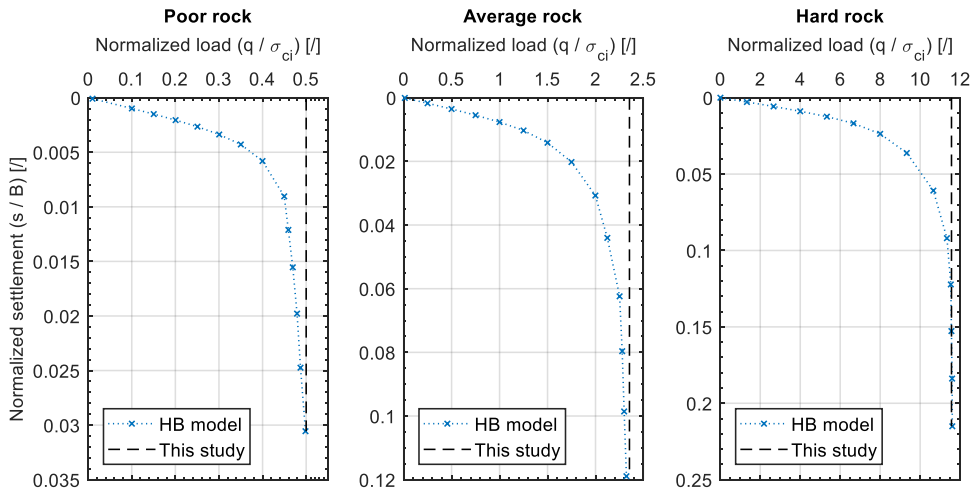 Poor rock
Normalized load (q / σci) [/]
0 0.1 0.2 0.3 0.4 0.5
Normalized settlement (s / B) [/]
0
0.005
0.01
0.015
0.02
0.025
0.03
0.035
HB model
This study
Average rock
Normalized load (q / σci) [/]
0 0.5 1 1.5 2 2.5
0
0.02
0.04
0.06
0.08
0.1
0.12
HB model
This study
Hard rock
Normalized load (q / σci) [/]
0 2 4 6 8 10 12
0
0.05
0.1
0.15
0.2
0.25
HB model
This study